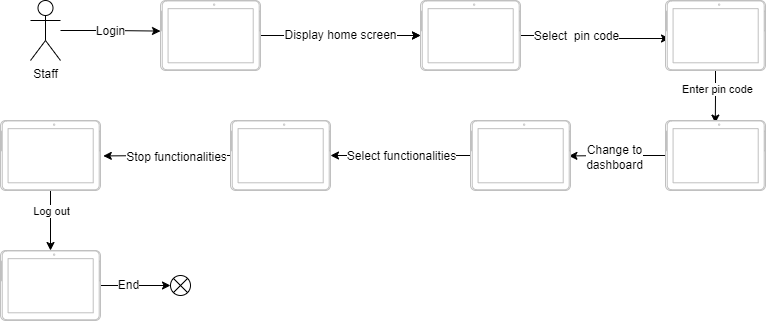 Login
Display home screen
Select  pin code
Staff
Enter pin code
Stop functionalities
Select functionalities
Change to
dashboard
Log out
End